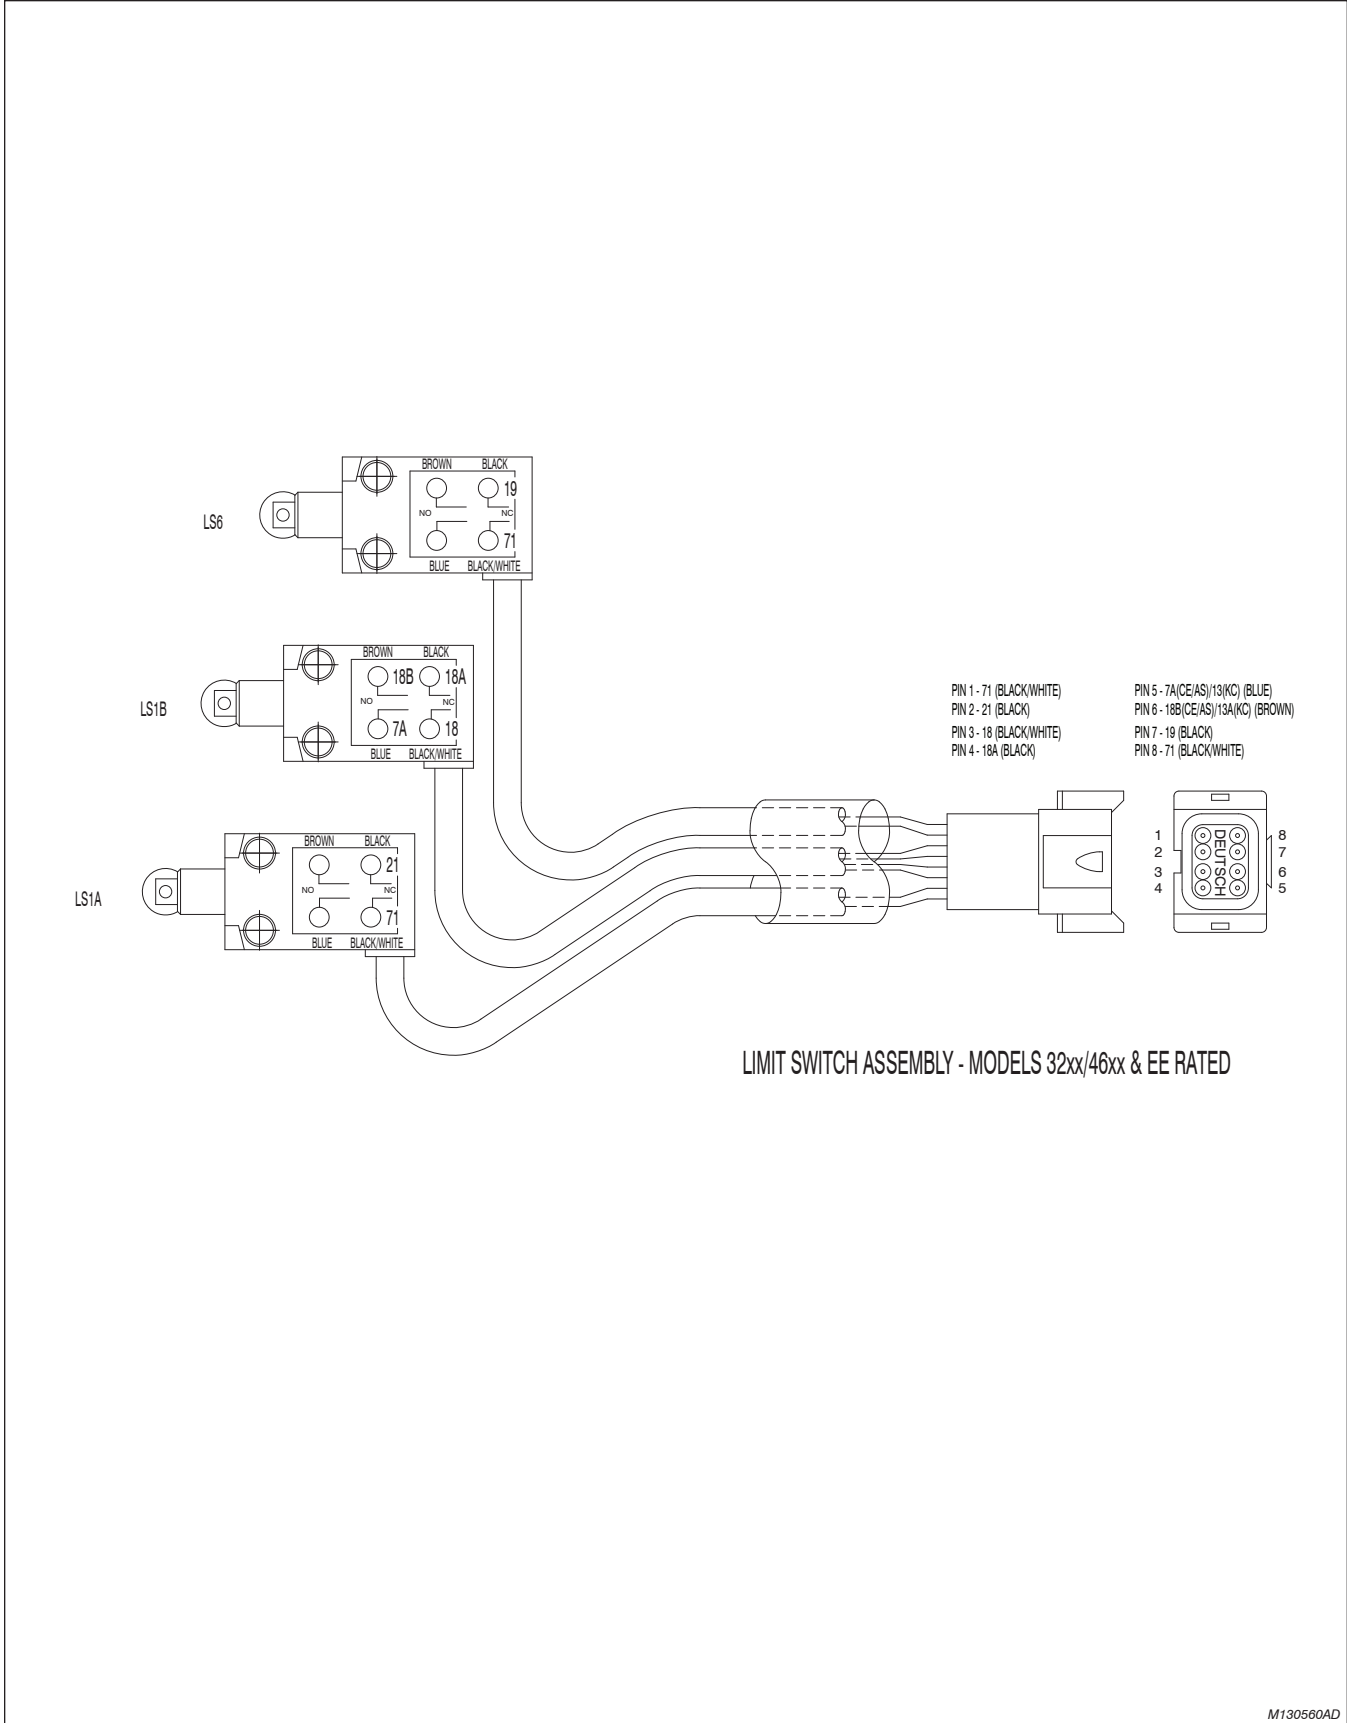 BROWN BLACK
19
LS6
NO NC
71
BLUE BLACK/WHITE
BROWN BLACK
18B 18A
LS1B
NO NC
7A 18
BLUE BLACK/WHITE
BROWN BLACK
21
LS1A
NO NC
71
BLUE BLACK/WHITE
PIN 1 - 71 (BLACK/WHITE)
PIN 2 - 21 (BLACK)
PIN 3 - 18 (BLACK/WHITE)
PIN 4 - 18A (BLACK)
PIN 5 - 7A(CE/AS)/13(KC) (BLUE)
PIN 6 - 18B(CE/AS)/13A(KC) (BROWN)
PIN 7 - 19 (BLACK)
PIN 8 - 71 (BLACK/WHITE)
1 8
2 7
3 6
4 5
DEUTSCH
LIMIT SWITCH ASSEMBLY - MODELS 32xx/46xx & EE RATED
M130560AD